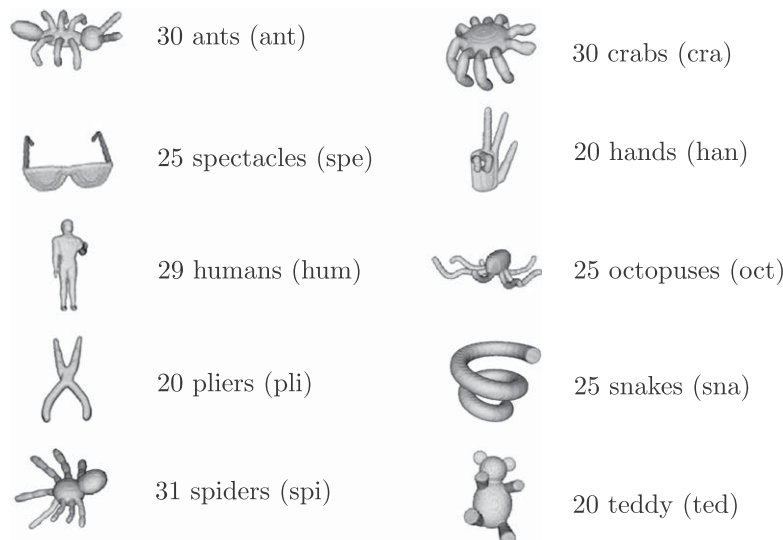 30 ants (ant)
30 crabs (cra)
25 spectacles (spe)
20 hands (han)
29 humans (hum)
25 octopuses (oct)
20 pliers (pli)
25 snakes (sna)
31 spiders (spi)
20 teddy (ted)